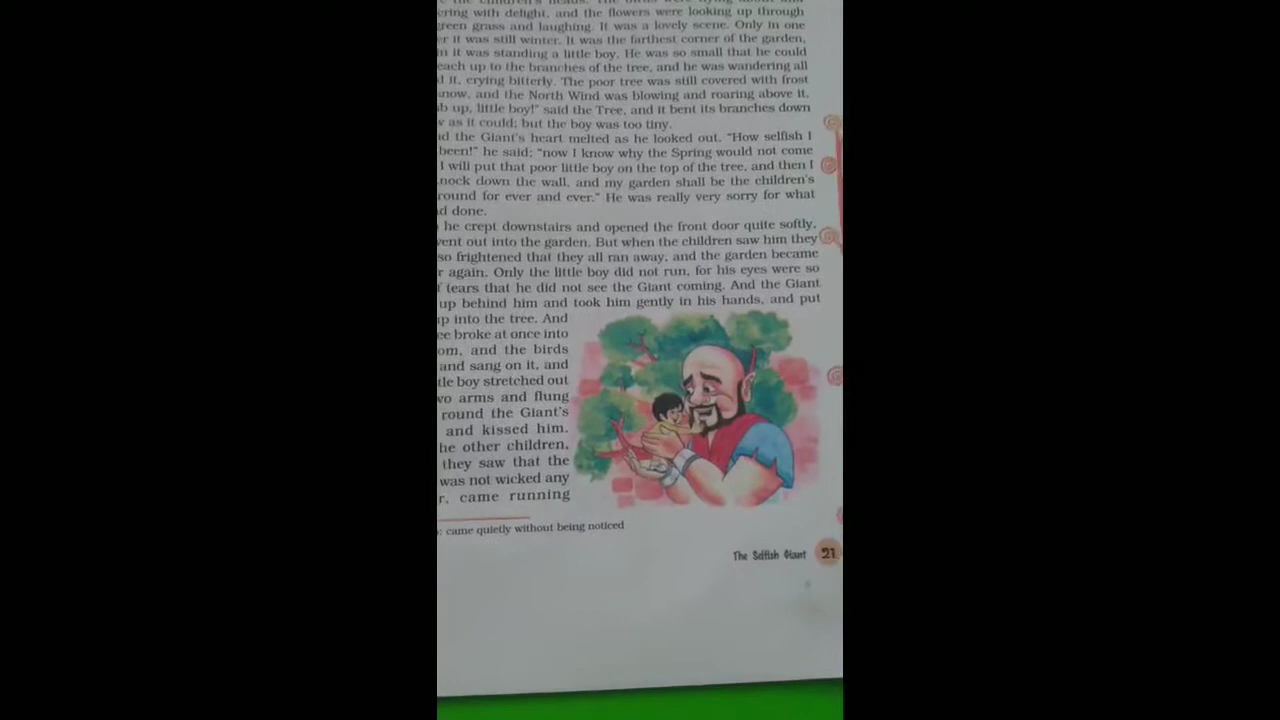 the children's heads. The birds were flying about and
ering with delight, and the flowers were looking up through
green grass and laughing. It was a lovely scene. Only in one
er it was still winter. It was the farthest corner of the garden,
n it was standing a little boy. He was so small that he could
each up to the branches of the tree, and he was wandering all
d it, crying bitterly. The poor tree was still covered with frost
snow, and the North Wind was blowing and roaring above it.
b up, little boy!" said the Tree, and it bent its branches down
w as it could; but the boy was too tiny.
nd the Giant's heart melted as he looked out. "How selfish I
been!" he said; "now I know why the Spring would not come
I will put that poor little boy on the top of the tree, and then I
nock down the wall, and my garden shall be the children's
round for ever and ever." He was really very sorry for what
d done.
he crept downstairs and opened the front door quite softly,
vent out into the garden. But when the children saw him they
so frightened that they all ran away, and the garden became
r again. Only the little boy did not run, for his eyes were so
f tears that he did not see the Giant coming. And the Giant
up behind him and took him gently in his hands, and put
up into the tree. And
ee broke at once into
om, and the birds
and sang on it, and
tle boy stretched out
wo arms and flung
round the Giant's
and kissed him.
he other children,
they saw that the
was not wicked any
r, came running
: came quietly without being noticed
The Selfish Giant 21